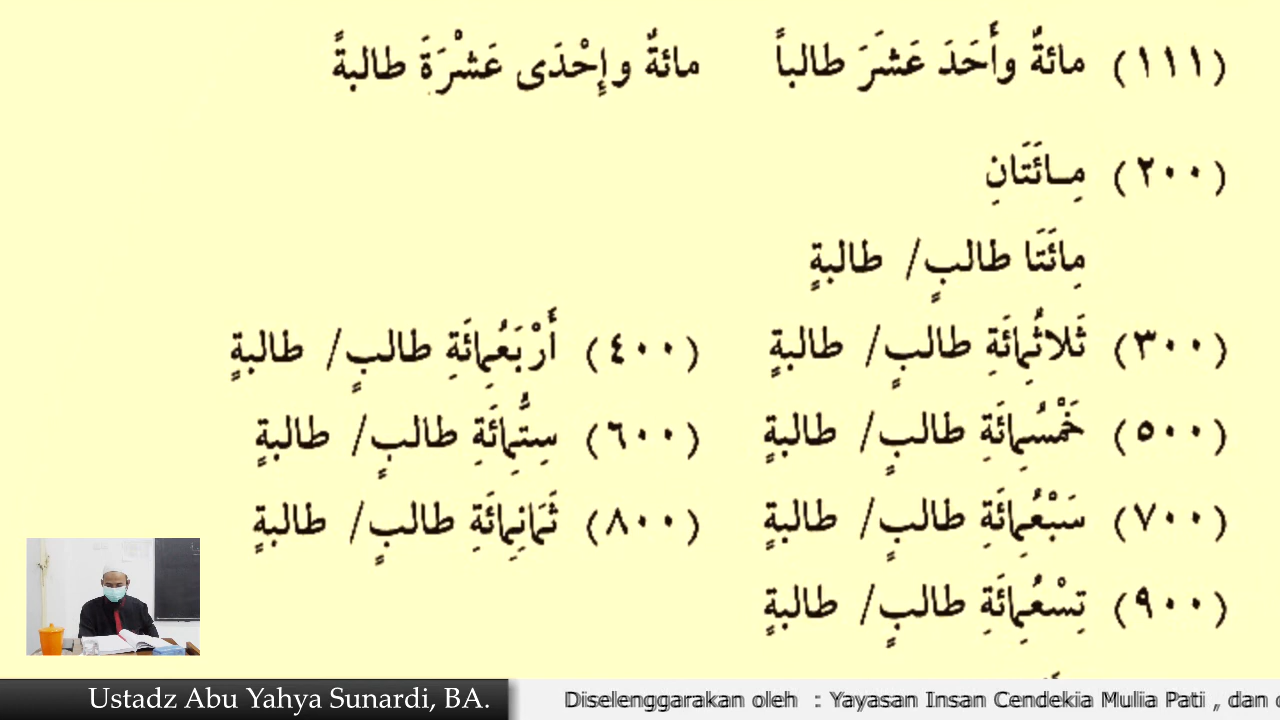 (١١١) مائةٌ وأَحَدَ عَشَرَ طالباً مائةٌ وإِحْدَى عَشْرَةَ طالبةً
(٢٠٠) مِـائَتَانِ
مِائَتَا طالبٍ / طالبةٍ
(٣٠٠) ثَلاثُمِائَةِ طالبٍ / طالبةٍ (٤٠٠) أَرْبَعُمِائَةِ طالبٍ / طالبةٍ
(٥٠٠) خَمْسُمِائَةِ طالبٍ / طالبةٍ (٦٠٠) سِتُّمِائَةِ طالبٍ / طالبةٍ
(٧٠٠) سَبْعُمِائَةِ طالبٍ / طالبةٍ (٨٠٠) ثَمَانِمِائَةِ طالبٍ / طالبةٍ
(٩٠٠) تِسْعُمِائَةِ طالبٍ / طالبةٍ
Ustadz Abu Yahya Sunardi, BA. Diselenggarakan oleh : Yayasan Insan Cendekia Mulia Pati , dan